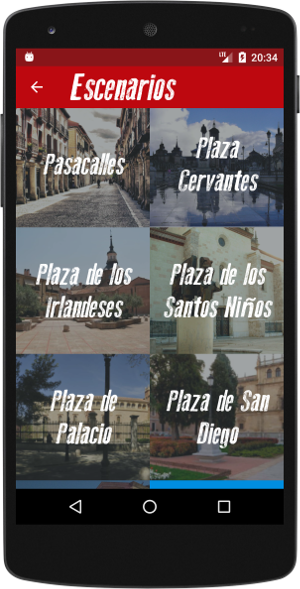 LTE 20:34
Escenarios
Pasacalles
Plaza
Cervantes
Plaza de los
Irlandeses
Plaza de los
Santos Niños
Plaza de
Palacio
Plaza de San
Diego